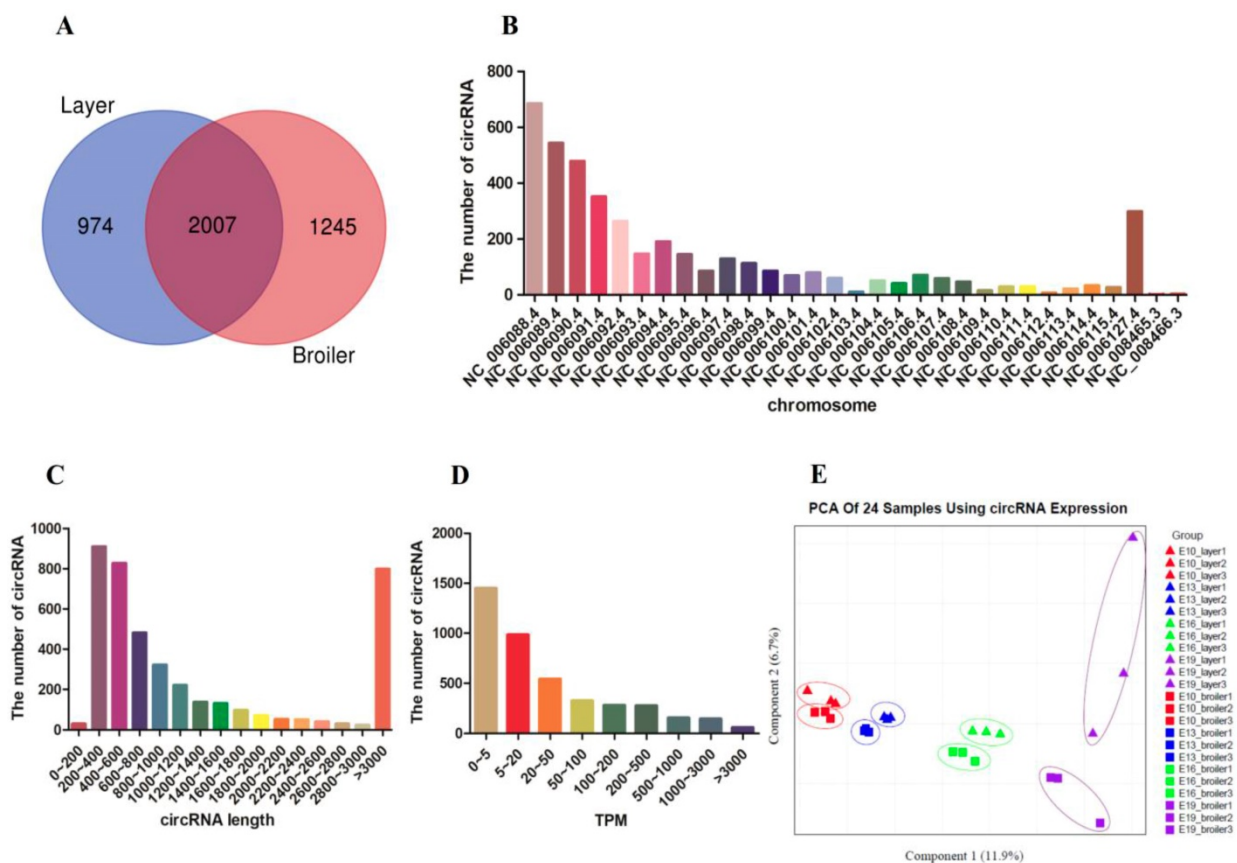 A
Layer
974
2007
1245
Broiler
B
The number of circRNA
800
600
400
200
0
NC_006088.4
NC_006089.4
NC_006090.4
NC_006091.4
NC_006092.4
NC_006093.4
NC_006094.4
NC_006095.4
NC_006096.4
NC_006097.4
NC_006098.4
NC_006099.4
NC_006100.4
NC_006101.4
NC_006102.4
NC_006103.4
NC_006104.4
NC_006105.4
NC_006106.4
NC_006107.4
NC_006108.4
NC_006109.4
NC_006110.4
NC_006111.4
NC_006112.4
NC_006113.4
NC_006114.4
NC_006115.4
NC_006127.4
NC_008465.3
NC_008466.3
chromosome
C
The number of circRNA
1000
800
600
400
200
0
0~200
200~400
400~600
600~800
800~1000
1000~1200
1200~1400
1400~1600
1600~1800
1800~2000
2000~2200
2200~2400
2400~2600
2600~2800
2800~3000
>3000
circRNA length
D
The number of circRNA
2000
1500
1000
500
0
0~5
5~20
20~50
50~100
100~200
200~500
500~1000
1000~3000
>3000
TPM
E
PCA Of 24 Samples Using circRNA Expression
Component 2 (6.7%)
Component 1 (11.9%)
Group
E10_layer1
E10_layer2
E10_layer3
E13_layer1
E13_layer2
E13_layer3
E16_layer1
E16_layer2
E16_layer3
E19_layer1
E19_layer2
E19_layer3
E10_broiler1
E10_broiler2
E10_broiler3
E13_broiler1
E13_broiler2
E13_broiler3
E16_broiler1
E16_broiler2
E16_broiler3
E19_broiler1
E19_broiler2
E19_broiler3